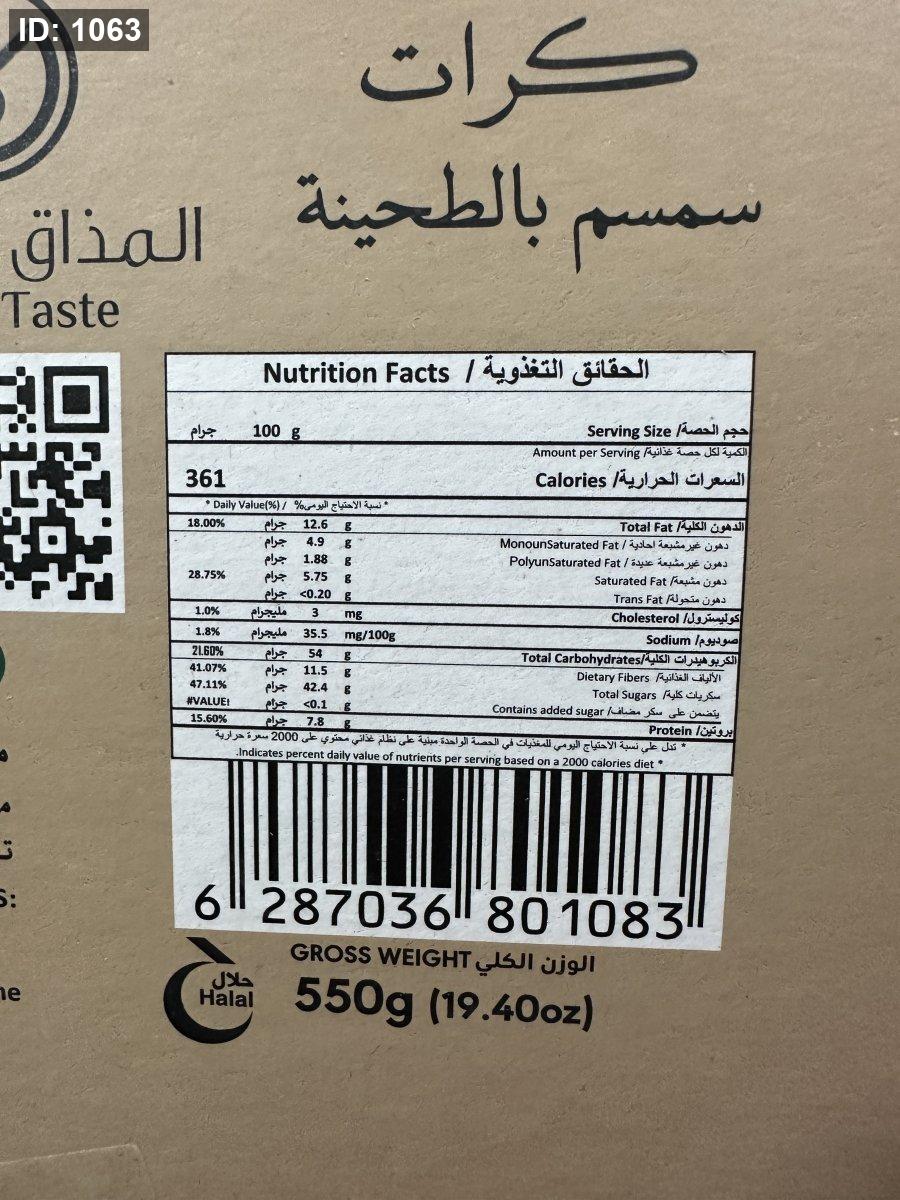 ID: 1063
كرات
سمسم بالطحينة
المذاق
Taste
Nutrition Facts / الحقائق التغذوية
جرام 100 g Serving Size /حجم الحصة
Amount per Serving /الكمية لكل حصة غذائية
361 Calories /السعرات الحرارية
* Daily Value(%) / %نسبة الاحتياج اليومي *
18.00% جرام 12.6 g Total Fat /الدهون الكلية
جرام 4.9 g MonounSaturated Fat / دهون غير مشبعة احادية
جرام 1.88 g PolyunSaturated Fat / دهون غير مشبعة عديدة
28.75% جرام 5.75 g Saturated Fat /دهون مشبعة
جرام <0.20 g Trans Fat /دهون متحولة
1.0% مليجرام 3 mg Cholesterol /كوليسترول
1.8% مليجرام 35.5 mg/100g Sodium /صوديوم
21.60% جرام 54 g Total Carbohydrates/الكربوهيدرات الكلية
41.07% جرام 11.5 g Dietary Fibers /الألياف الغذائية
47.11% جرام 42.4 g Total Sugars /سكريات كلية
#VALUE! جرام <0.1 g Contains added sugar /يتضمن على سكر مضاف
15.60% جرام 7.8 g Protein /بروتين
* تدل على نسبة الاحتياج اليومي للمغذيات في الحصة الواحدة مبنية على نظام غذائي محتوي على 2000 سعرة حرارية
.Indicates percent daily value of nutrients per serving based on a 2000 calories diet *
6 287036 801083
GROSS WEIGHT الوزن الكلي
550g (19.40oz)
حلال
Halal